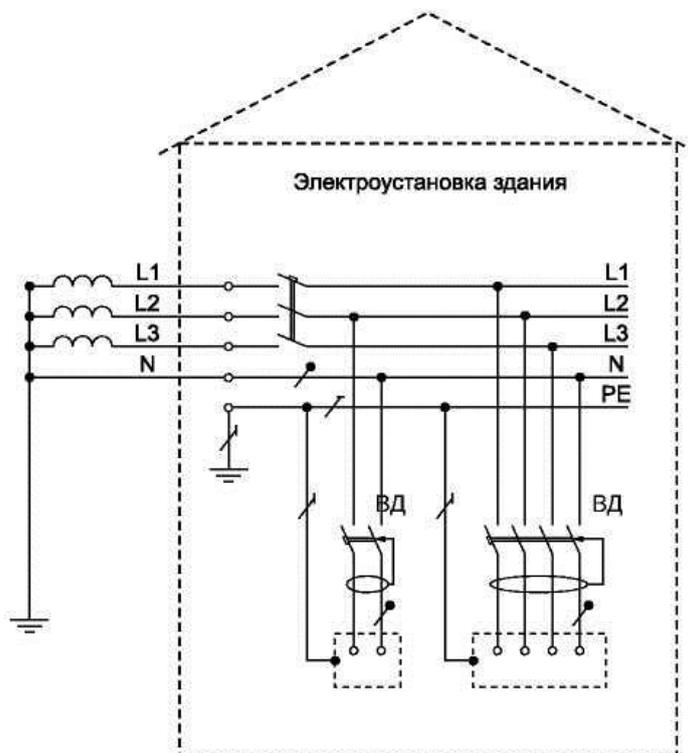 Электроустановка здания
L1 L1
L2 L2
L3 L3
N N
PE
ВД ВД